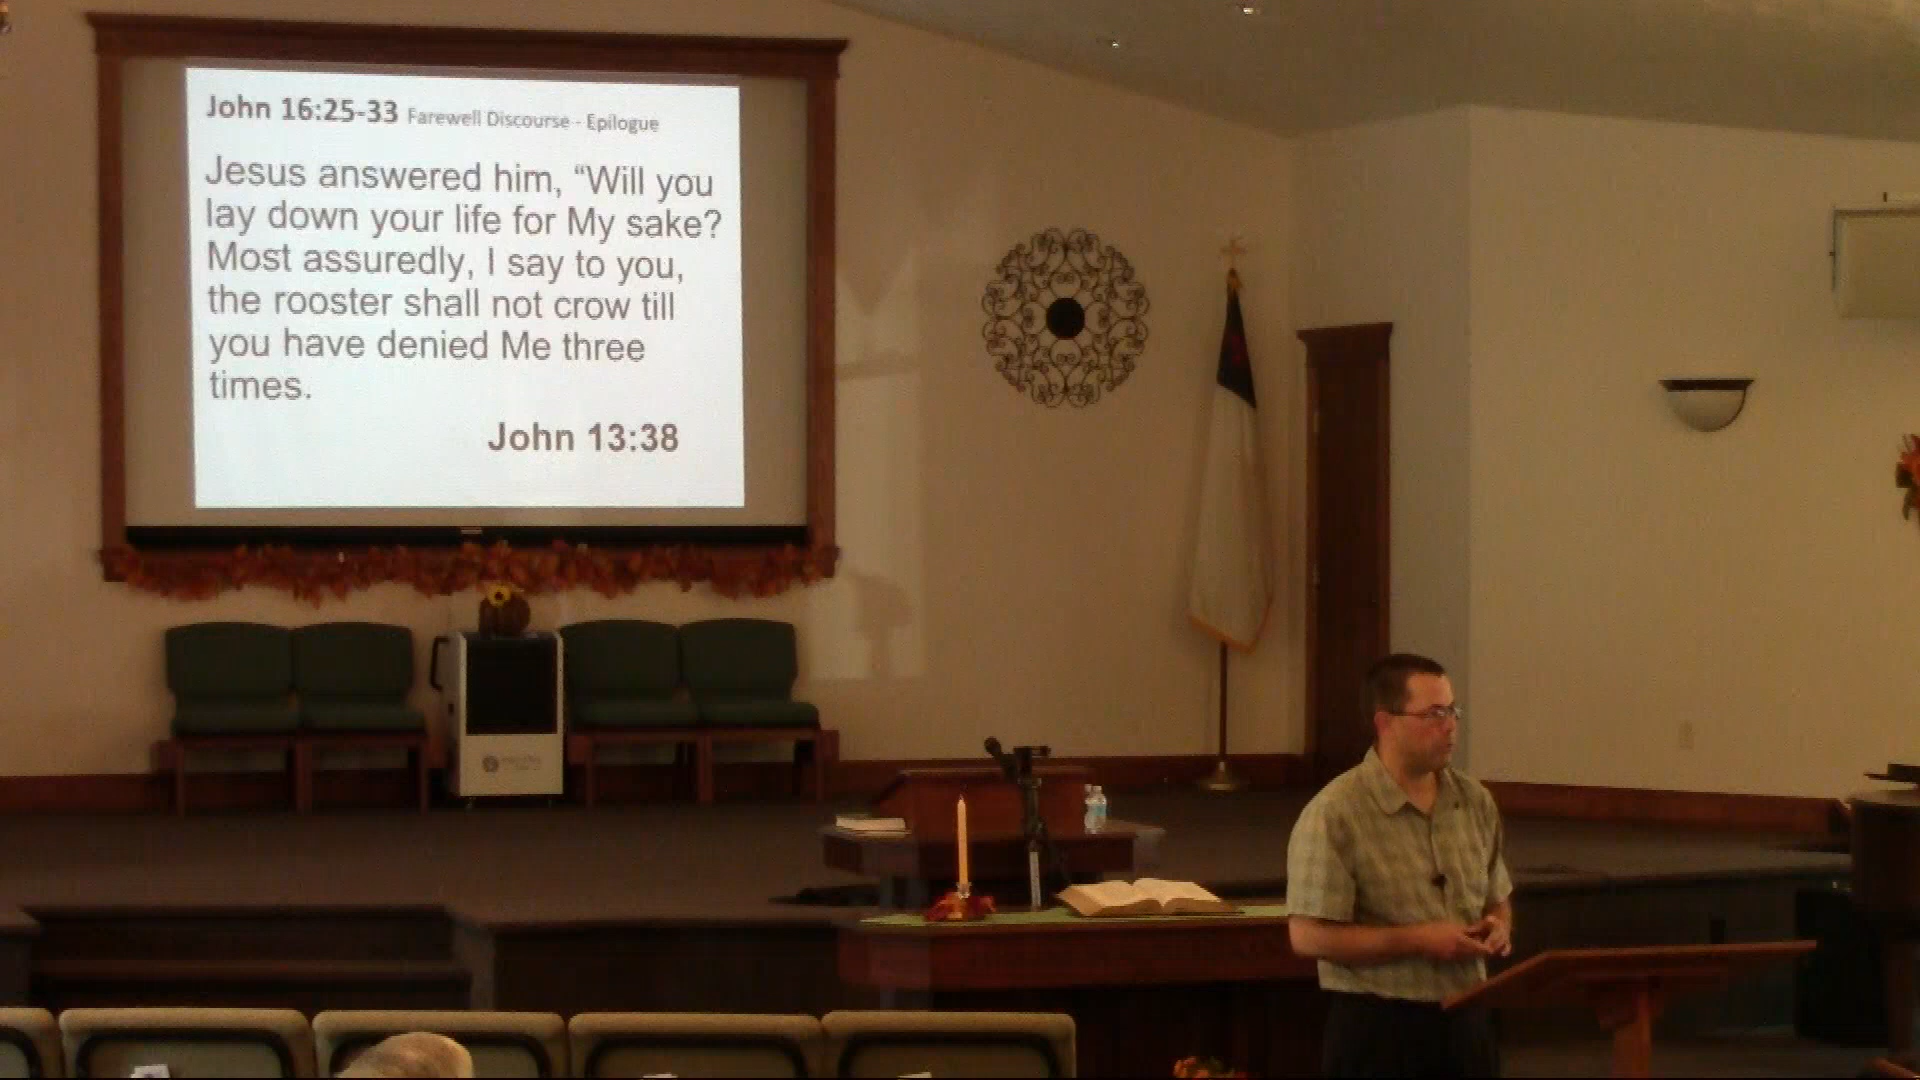 John 16:25-33 Farewell Discourse - Epilogue
Jesus answered him, “Will you
lay down your life for My sake?
Most assuredly, I say to you,
the rooster shall not crow till
you have denied Me three
times.
John 13:38